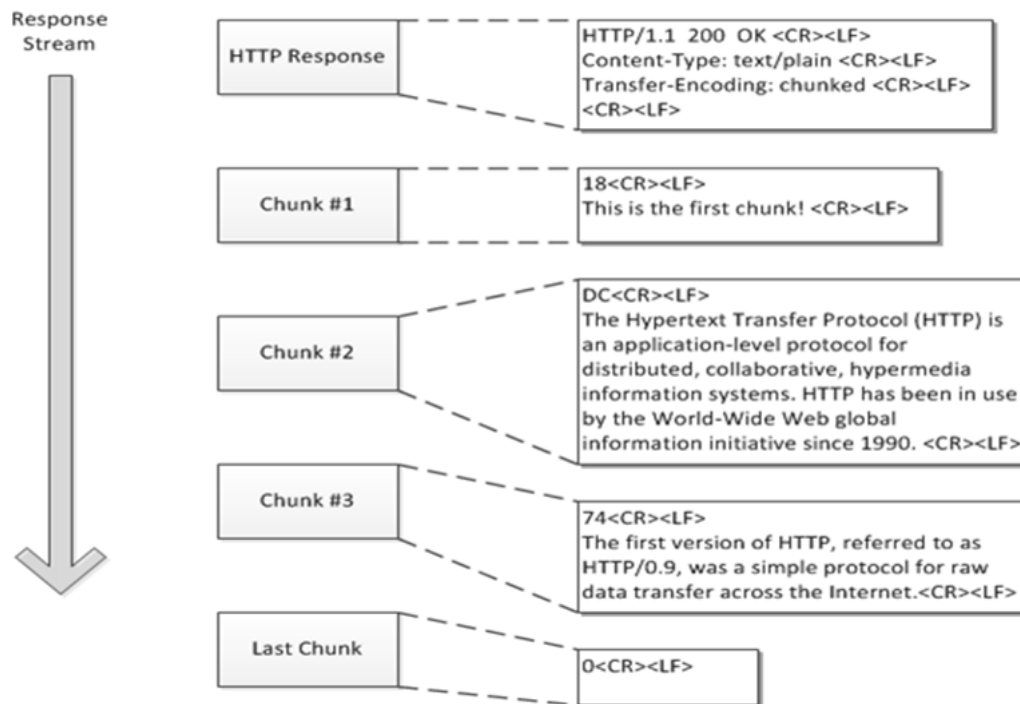 Response
Stream
HTTP Response
HTTP/1.1 200 OK <CR><LF>
Content-Type: text/plain <CR><LF>
Transfer-Encoding: chunked <CR><LF>
<CR><LF>
Chunk #1
18<CR><LF>
This is the first chunk! <CR><LF>
Chunk #2
DC<CR><LF>
The Hypertext Transfer Protocol (HTTP) is
an application-level protocol for
distributed, collaborative, hypermedia
information systems. HTTP has been in use
by the World-Wide Web global
information initiative since 1990. <CR><LF>
Chunk #3
74<CR><LF>
The first version of HTTP, referred to as
HTTP/0.9, was a simple protocol for raw
data transfer across the Internet.<CR><LF>
Last Chunk
0<CR><LF>